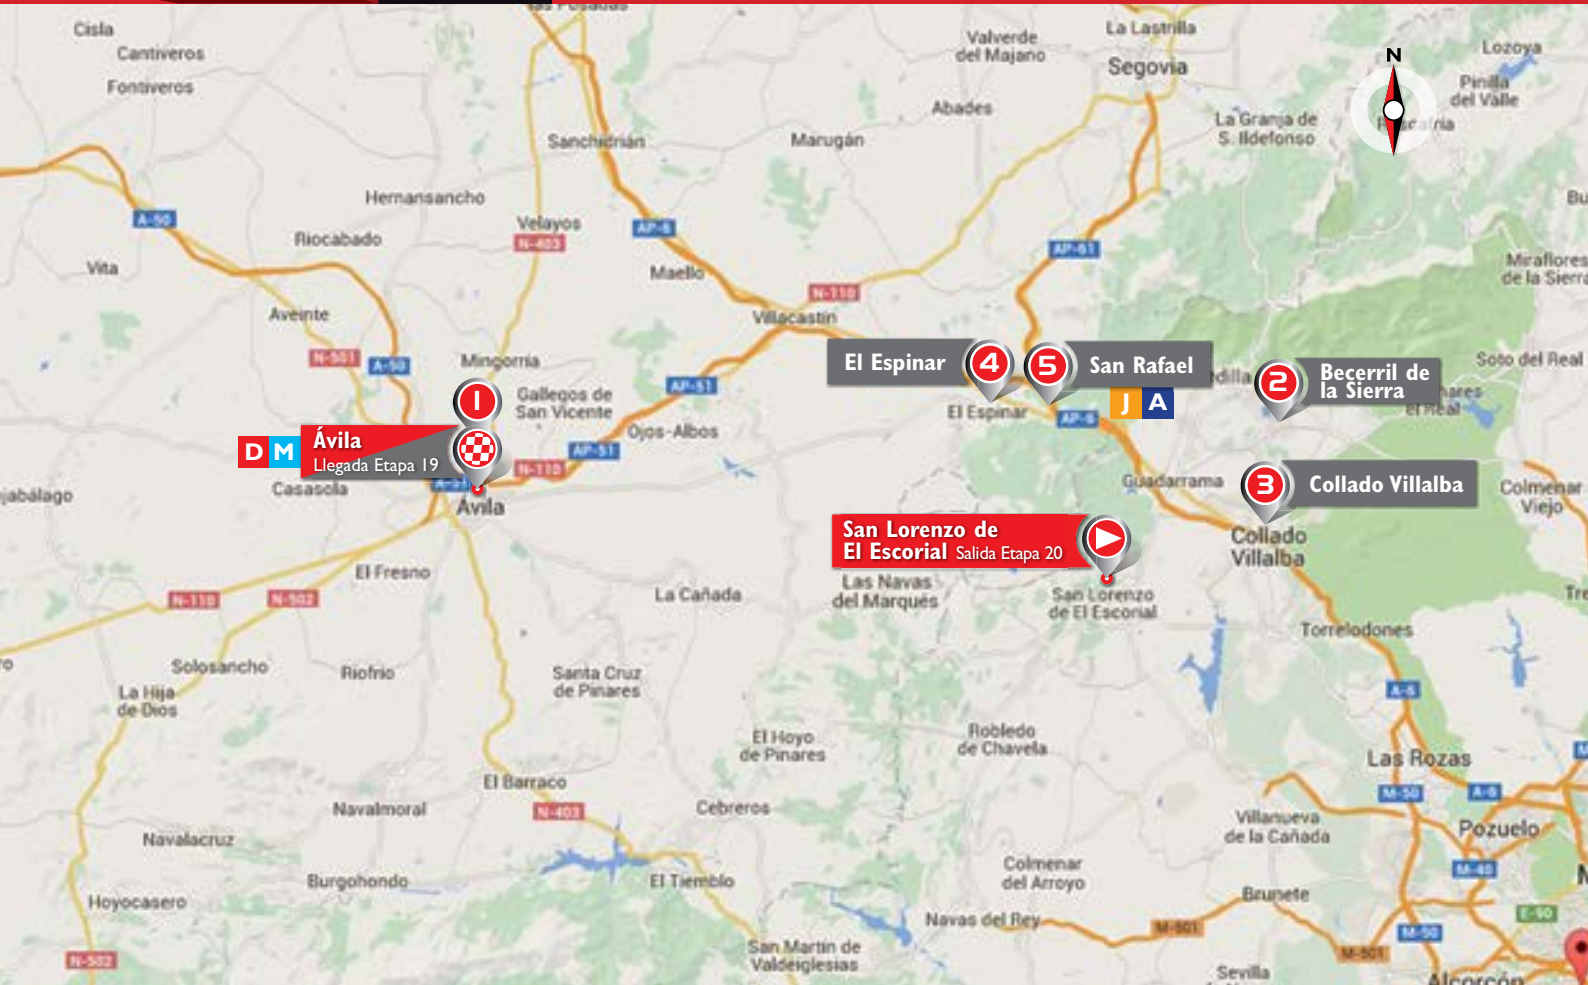 las Posadas
Cisla
Cantiveros
Fontiveros
Valverde
del Majano
La Lastrilla
Segovia
N
Lozoya
Pinilla
del Valle
Abades
La Granja de
S. Ildefonso
Sanchidrián
Marugán
Hernansancho
A-50
Velayos
N-403
AP-6
Riocabado
AP-61
Vita
Maello
Miraflores
de la Sierra
N-110
Aveinte
Villacastín
N-501
A-50
Mingorría
El Espinar
4
5
San Rafael
2
Becerril de
la Sierra
Soto del Real
AP-51
Gallegos de
San Vicente
1
El Espinar
AP-6
J A
el Real
Ojos-Albos
D M
Ávila
Llegada Etapa 19
AP-51
N-110
Casasola
Ávila
Guadarrama
3
Collado Villalba
Colmenar
Viejo
San Lorenzo de
El Escorial Salida Etapa 20
Collado
Villalba
El Fresno
Las Navas
del Marqués
San Lorenzo
de El Escorial
La Cañada
N-110
N-502
Torrelodones
Solosancho
Riofrío
Santa Cruz
de Pinares
La Hija
de Dios
A-6
El Hoyo
de Pinares
Robledo
de Chavela
Las Rozas
El Barraco
M-50
A-6
Navalmoral
N-403
Cebreros
Villanueva
de la Cañada
Pozuelo
Navalacruz
M-40
Burgohondo
El Tiemblo
Colmenar
del Arroyo
Brunete
Hoyocasero
Navas del Rey
M-501
E-90
M-50
San Martín de
Valdeiglesias
M-501
N-502
Sevilla
Alcorcón